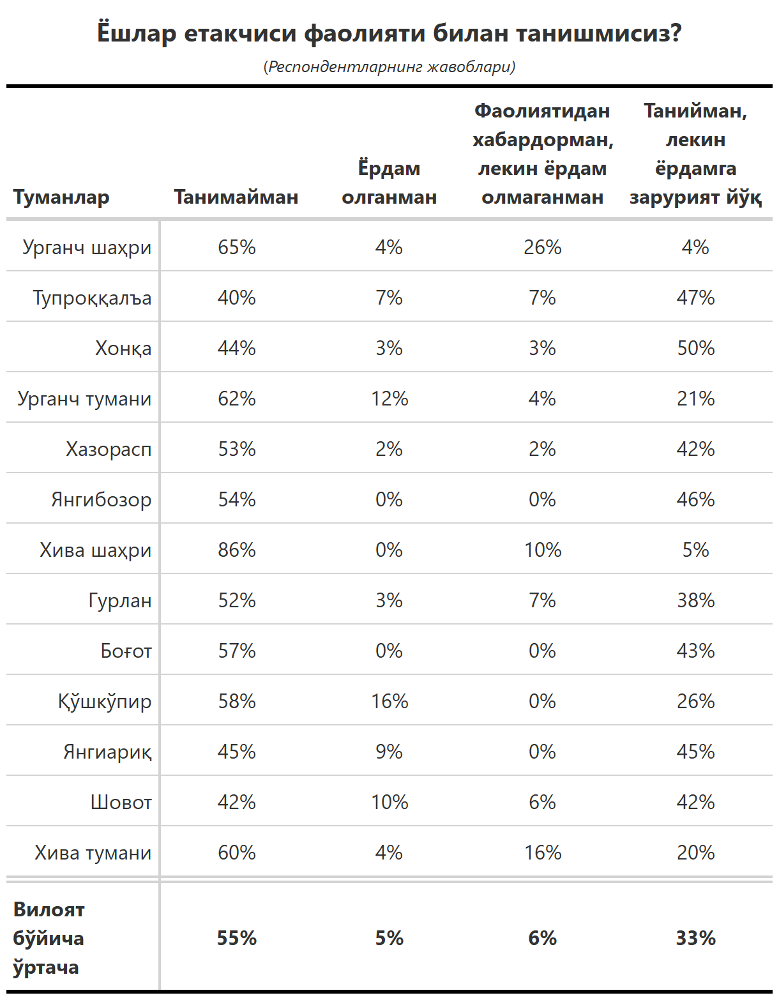 Ёшлар етакчиси фаолияти билан танишмисиз?
(Респондентларнинг жавоблари)
Туманлар Танимайман Ёрдам олганман Фаолиятидан хабардорман, лекин ёрдам олмаганман Танийман, лекин ёрдамга зарурият йўқ
Урганч шаҳри 65% 4% 26% 4%
Тупроққалъа 40% 7% 7% 47%
Хонқа 44% 3% 3% 50%
Урганч тумани 62% 12% 4% 21%
Хазорасп 53% 2% 2% 42%
Янгибозор 54% 0% 0% 46%
Хива шаҳри 86% 0% 10% 5%
Гурлан 52% 3% 7% 38%
Боғот 57% 0% 0% 43%
Қўшкўпир 58% 16% 0% 26%
Янгиариқ 45% 9% 0% 45%
Шовот 42% 10% 6% 42%
Хива тумани 60% 4% 16% 20%
Вилоят бўйича ўртача 55% 5% 6% 33%